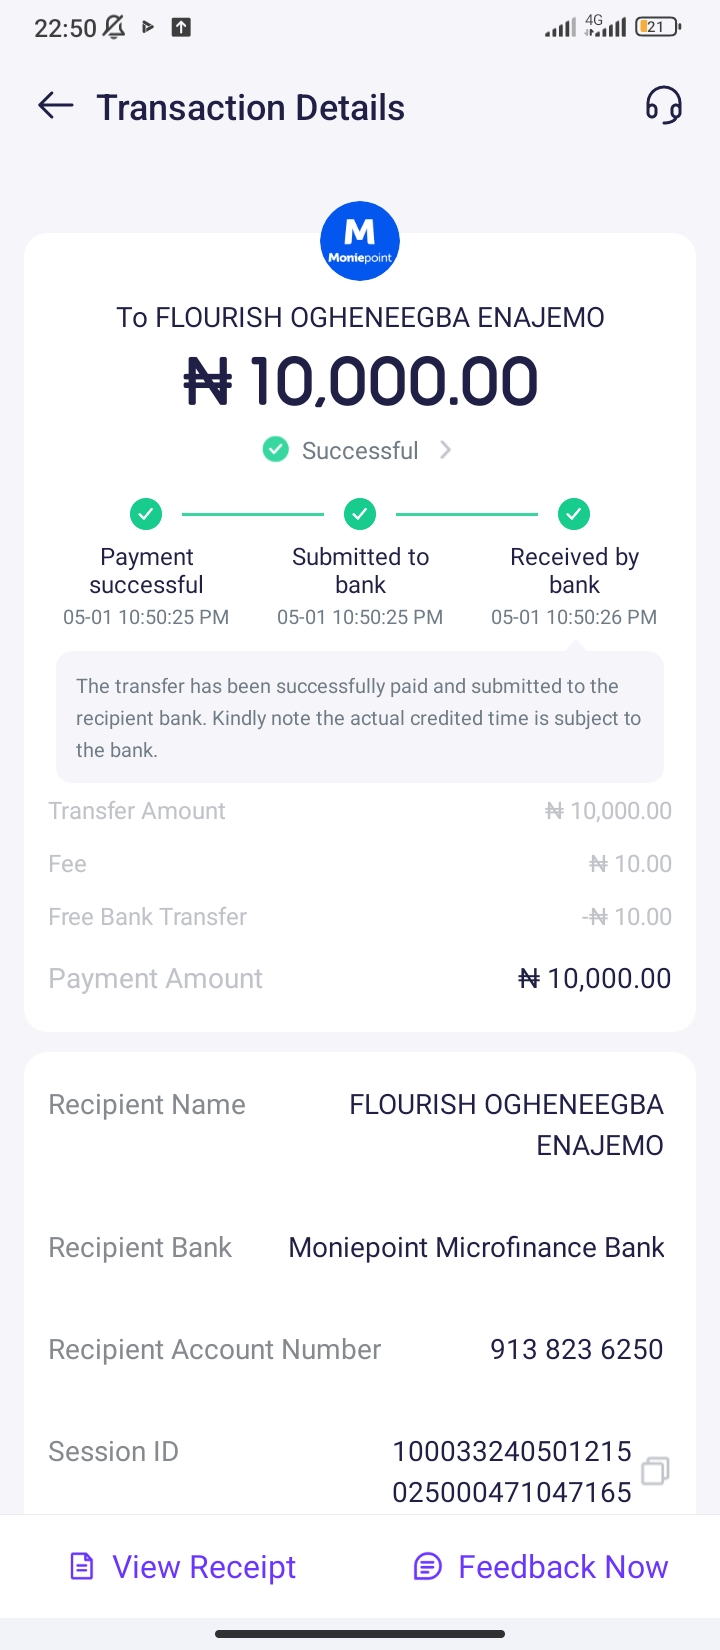 22:50
4G
21
Transaction Details
M
Moniepoint
To FLOURISH OGHENEEGBA ENAJEMO
₦ 10,000.00
Successful
Payment successful
Submitted to bank
Received by bank
05-01 10:50:25 PM
05-01 10:50:25 PM
05-01 10:50:26 PM
The transfer has been successfully paid and submitted to the
recipient bank. Kindly note the actual credited time is subject to
the bank.
Transfer Amount ₦ 10,000.00
Fee ₦ 10.00
Free Bank Transfer -₦ 10.00
Payment Amount ₦ 10,000.00
Recipient Name FLOURISH OGHENEEGBA
ENAJEMO
Recipient Bank Moniepoint Microfinance Bank
Recipient Account Number 913 823 6250
Session ID 100033240501215
025000471047165
View Receipt Feedback Now